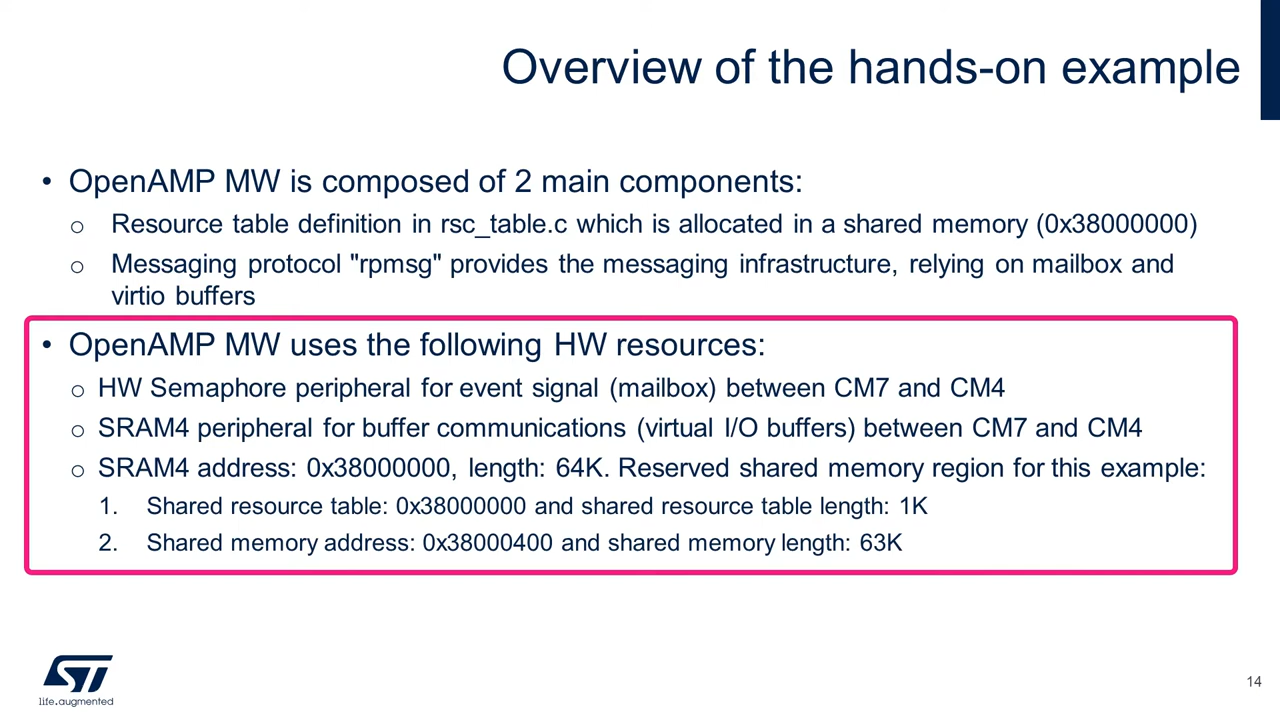 Overview of the hands-on example
• OpenAMP MW is composed of 2 main components:
o Resource table definition in rsc_table.c which is allocated in a shared memory (0x38000000)
o Messaging protocol "rpmsg" provides the messaging infrastructure, relying on mailbox and
virtio buffers
• OpenAMP MW uses the following HW resources:
o HW Semaphore peripheral for event signal (mailbox) between CM7 and CM4
o SRAM4 peripheral for buffer communications (virtual I/O buffers) between CM7 and CM4
o SRAM4 address: 0x38000000, length: 64K. Reserved shared memory region for this example:
1. Shared resource table: 0x38000000 and shared resource table length: 1K
2. Shared memory address: 0x38000400 and shared memory length: 63K
ST
life.augmented
14